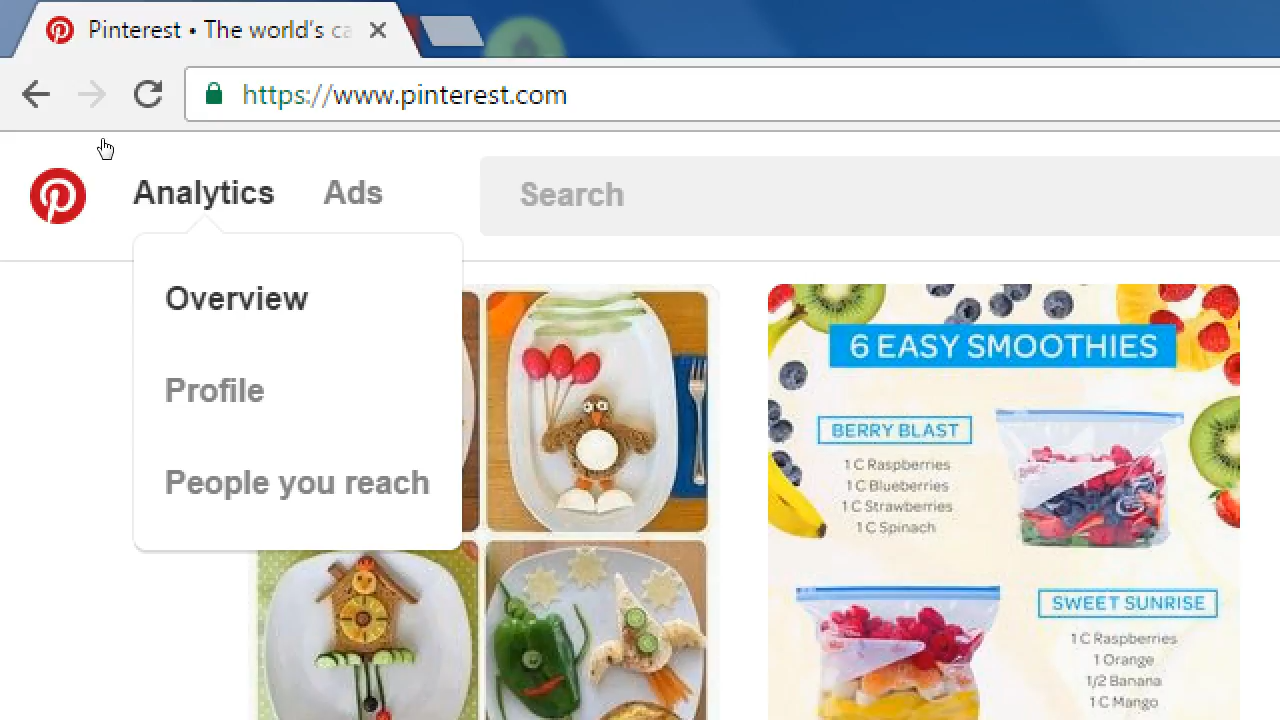 Pinterest • The world's ca
https://www.pinterest.com
Analytics
Ads
Search
Overview
Profile
People you reach
6 EASY SMOOTHIES
BERRY BLAST
1 C Raspberries
1 C Blueberries
1 C Strawberries
1 C Spinach
SWEET SUNRISE
1 C Raspberries
1 Orange
1/2 Banana
1 C Mango